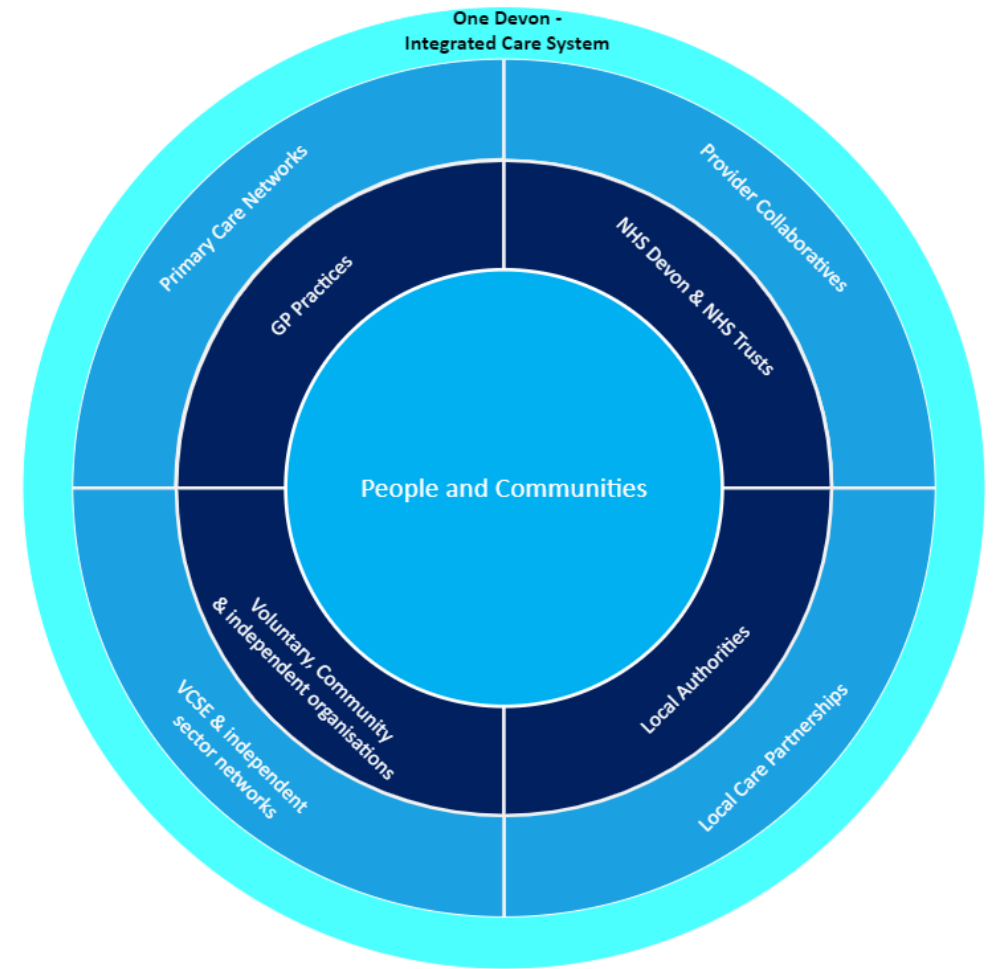 One Devon -
Integrated Care System
Primary Care Networks
Provider Collaboratives
GP Practices
NHS Devon & NHS Trusts
People and Communities
Voluntary, Community
& independent organisations
Local Authorities
VCSE & independent
sector networks
Local Care Partnerships